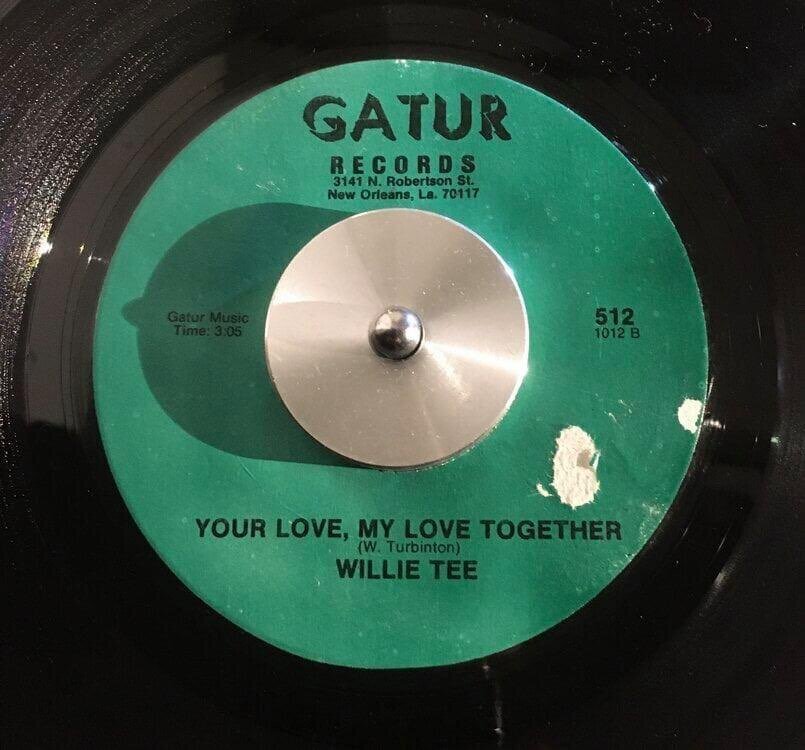 GATUR
RECORDS
3141 N. Robertson St.
New Orleans, La. 70117
Gatur Music
Time: 3:05
512
1012 B
YOUR LOVE, MY LOVE TOGETHER
(W. Turbinton)
WILLIE TEE